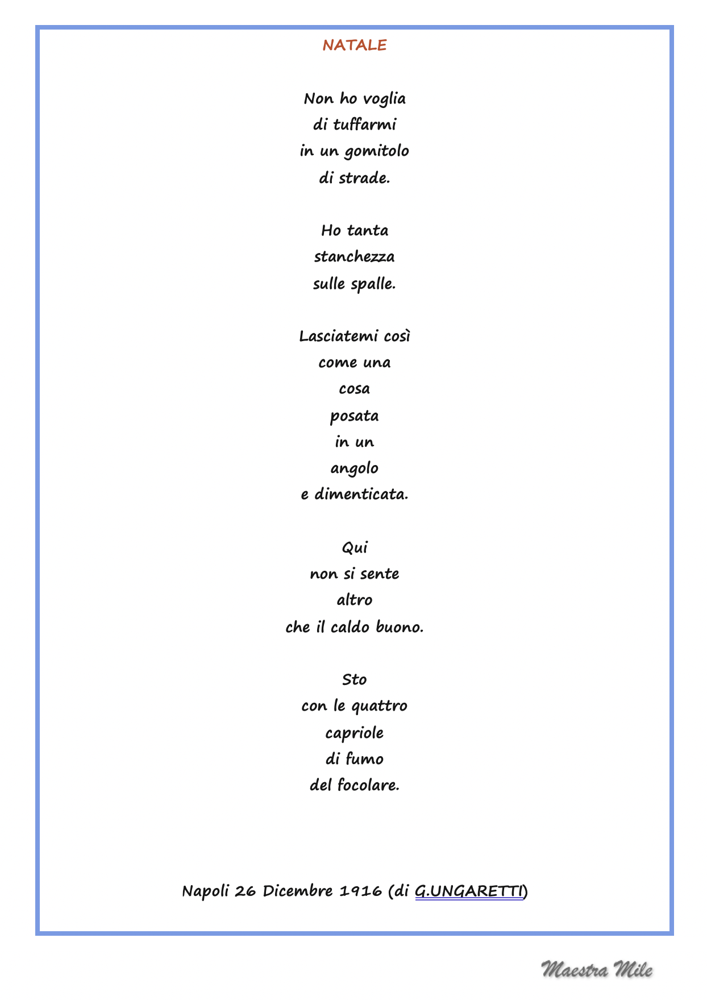 NATALE
Non ho voglia
di tuffarmi
in un gomitolo
di strade.
Ho tanta
stanchezza
sulle spalle.
Lasciatemi così
come una
cosa
posata
in un
angolo
e dimenticata.
Qui
non si sente
altro
che il caldo buono.
Sto
con le quattro
capriole
di fumo
del focolare.
Napoli 26 Dicembre 1916 (di G.UNGARETTI)
Maestra Mile